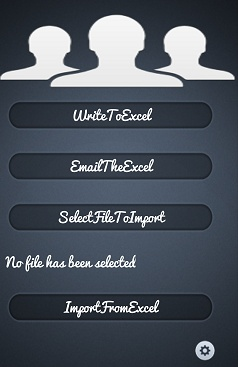 WriteToExcel
EmailTheExcel
SelectFileToImport
No file has been selected
ImportFromExcel